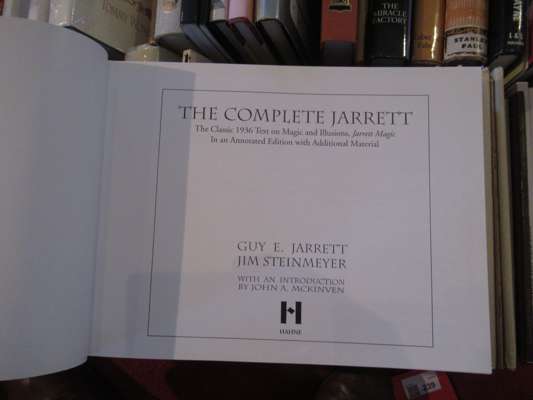 THE MIRACLE
FACTORY
STANLEY
PAUL
THE COMPLETE JARRETT
The Classic 1936 Text on Magic and Illusions, Jarrett Magic
In an Annotated Edition with Additional Material
GUY E. JARRETT
JIM STEINMEYER
WITH AN INTRODUCTION
BY JOHN A. MCKINVEN
H
HAHNE
239